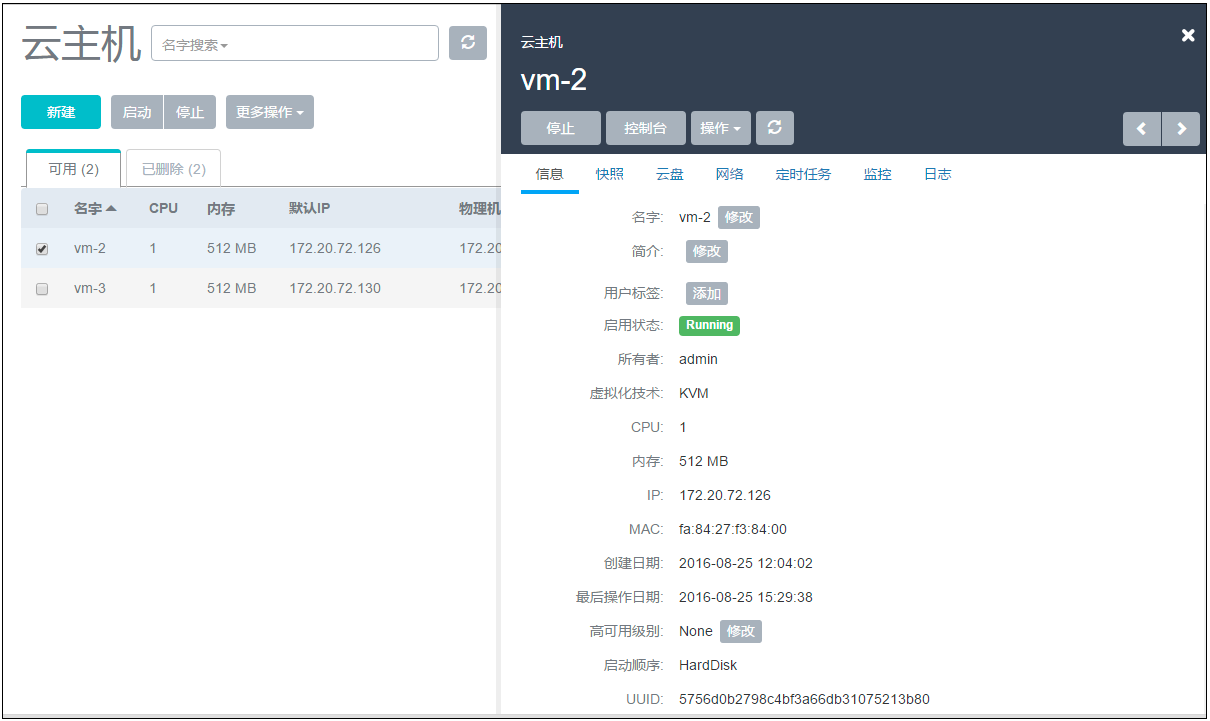 云主机
名字搜索
新建 启动 停止 更多操作
可用 (2) 已删除 (2)
名字 CPU 内存 默认IP 物理机
vm-2 1 512 MB 172.20.72.126 172.20
vm-3 1 512 MB 172.20.72.130 172.20
云主机
vm-2
停止 控制台 操作
信息 快照 云盘 网络 定时任务 监控 日志
名字: vm-2 修改
简介: 修改
用户标签: 添加
启用状态: Running
所有者: admin
虚拟化技术: KVM
CPU: 1
内存: 512 MB
IP: 172.20.72.126
MAC: fa:84:27:f3:84:00
创建日期: 2016-08-25 12:04:02
最后操作日期: 2016-08-25 15:29:38
高可用级别: None 修改
启动顺序: HardDisk
UUID: 5756d0b2798c4bf3a66db31075213b80